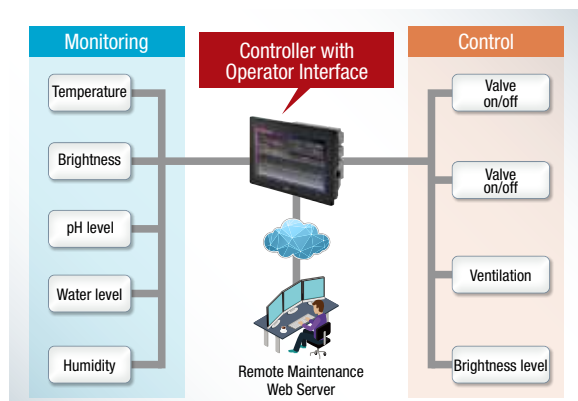 Monitoring
Temperature
Brightness
pH level
Water level
Humidity
Controller with
Operator Interface
Remote Maintenance
Web Server
Control
Valve
on/off
Valve
on/off
Ventilation
Brightness level